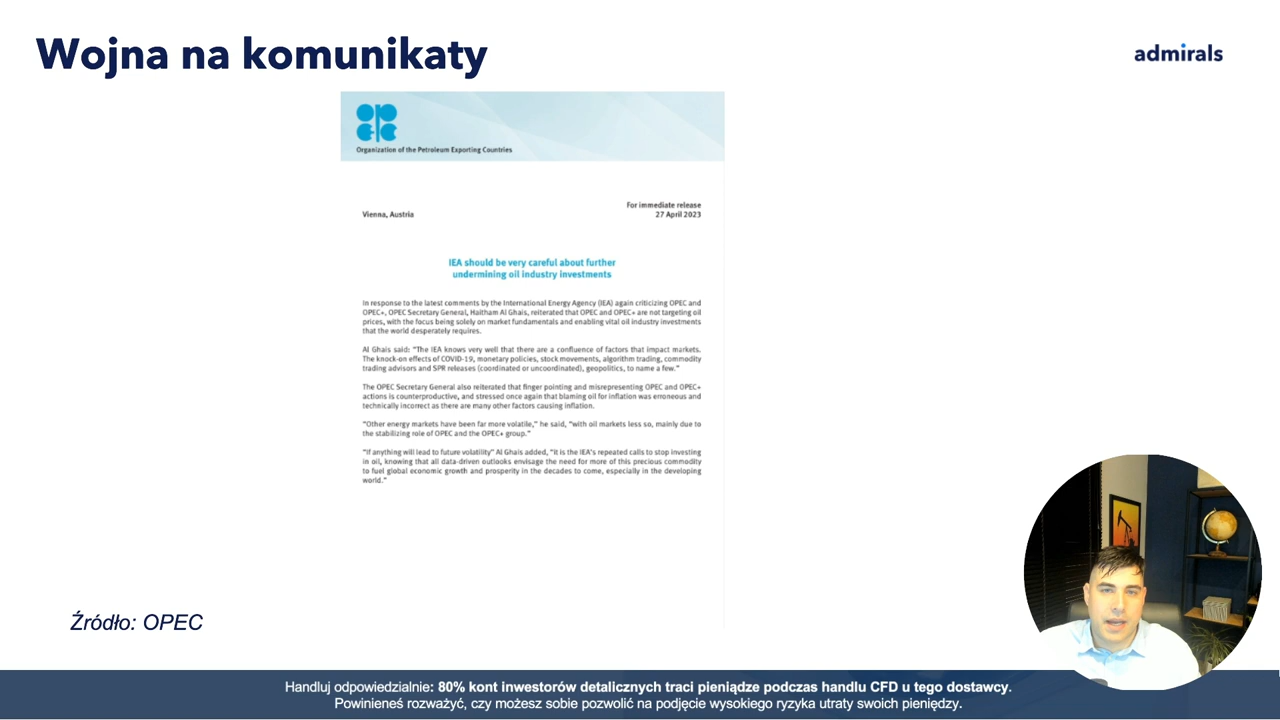 Wojna na komunikaty
admirals
OPEC
Organization of the Petroleum Exporting Countries
For immediate release
Vienna, Austria
27 April 2023
IEA should be very careful about further
undermining oil industry investments
In response to the latest comments by the International Energy Agency (IEA) again criticizing OPEC and
OPEC+, OPEC Secretary General, Haitham Al Ghais, reiterated that OPEC and OPEC+ are not targeting oil
prices, with the focus being solely on market fundamentals and enabling vital oil industry investments
that the world desperately requires.
Al Ghais said: "The IEA knows very well that there are a confluence of factors that impact markets.
The knock-on effects of COVID-19, monetary policies, stock movements, algorithm trading, commodity
trading advisors and SPR releases (coordinated or uncoordinated), geopolitics, to name a few."
The OPEC Secretary General also reiterated that finger pointing and misrepresenting OPEC and OPEC+
actions is counterproductive, and stressed once again that blaming oil for inflation was erroneous and
technically incorrect as there are many other factors causing inflation.
"Other energy markets have been far more volatile," he said, "with oil markets less so, mainly due to
the stabilizing role of OPEC and the OPEC+ group."
"If anything will lead to future volatility" Al Ghais added, "it is the IEA's repeated calls to stop investing
in oil, knowing that all data-driven outlooks envisage the need for more of this precious commodity
to fuel global economic growth and prosperity in the decades to come, especially in the developing
world."
Źródło: OPEC
Handluj odpowiedzialnie: 80% kont inwestorów detalicznych traci pieniądze podczas handlu CFD u tego dostawcy.
Powinieneś rozważyć, czy możesz sobie pozwolić na podjęcie wysokiego ryzyka utraty swoich pieniędzy.